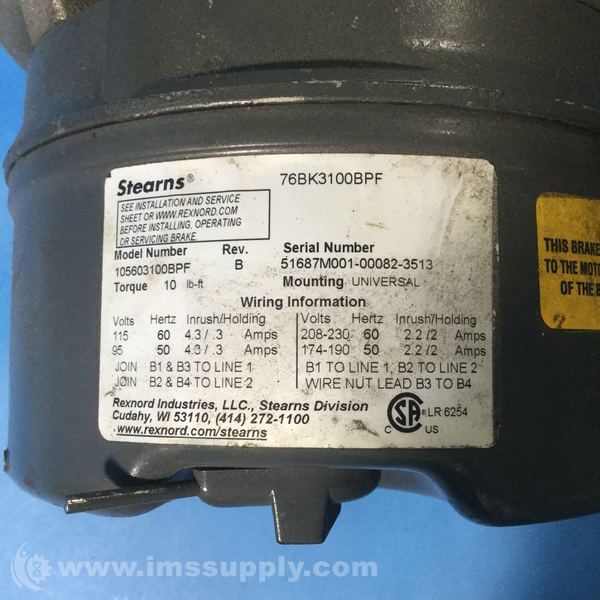 Stearns® 76BK3100BPF
SEE INSTALLATION AND SERVICE
SHEET OR WWW.REXNORD.COM
BEFORE INSTALLING, OPERATING
OR SERVICING BRAKE.
Model Number Rev. Serial Number
105603100BPF B 51687M001-00082-3513
Torque 10 lb-ft Mounting UNIVERSAL
Wiring Information
Volts Hertz Inrush/Holding Volts Hertz Inrush/Holding
115 60 4.3/ .3 Amps 208-230 60 2.2 /2 Amps
95 50 4.3/ .3 Amps 174-190 50 2.2 /2 Amps
JOIN B1 & B3 TO LINE 1 B1 TO LINE 1, B2 TO LINE 2
JOIN B2 & B4 TO LINE 2 WIRE NUT LEAD B3 TO B4
Rexnord Industries, LLC., Stearns Division
Cudahy, WI 53110, (414) 272-1100
www.rexnord.com/stearns
C SA US LR 6254
THIS BRAKE
TO THE MOTO
OF THE B
www.imssupply.com